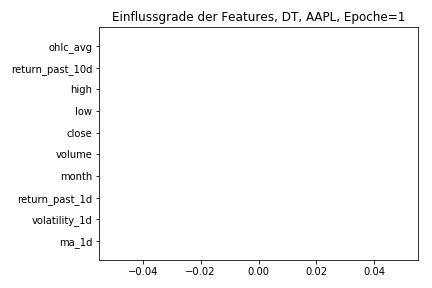 Einflussgrade der Features, DT, AAPL, Epoche=1
ohlc_avg
return_past_10d
high
low
close
volume
month
return_past_1d
volatility_1d
ma_1d
−0.04 −0.02 0.00 0.02 0.04